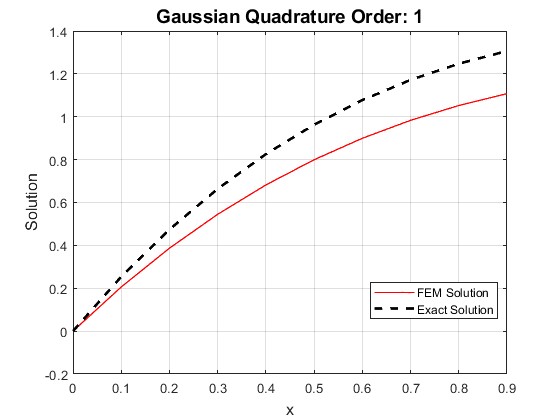 Gaussian Quadrature Order: 1
1.4
1.2
1
0.8
0.6
0.4
0.2
0
-0.2
Solution
FEM Solution
Exact Solution
0 0.1 0.2 0.3 0.4 0.5 0.6 0.7 0.8 0.9
x